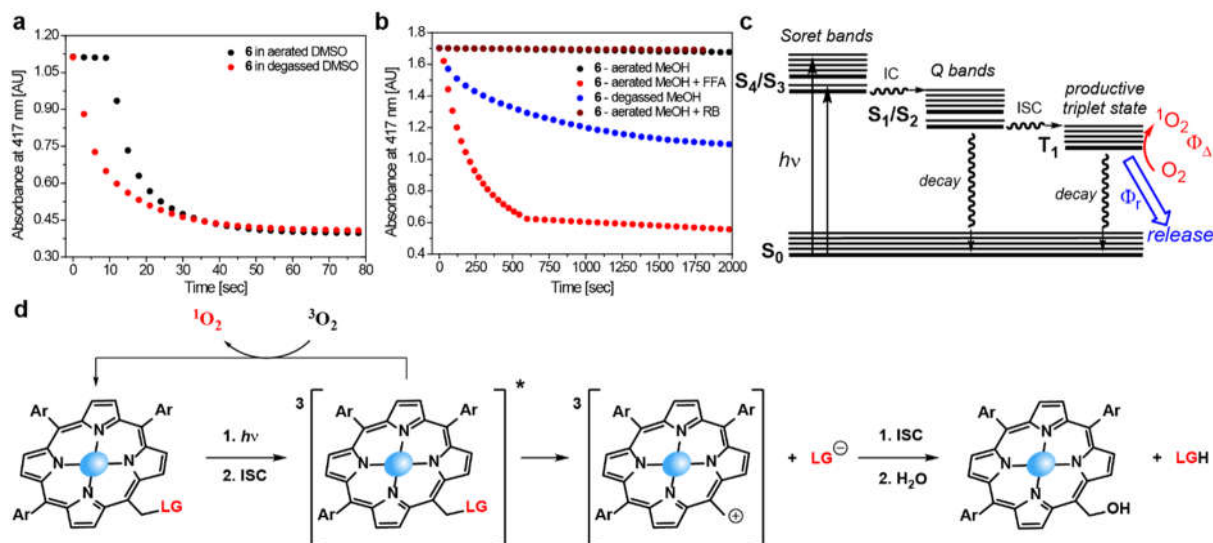 a
1.20
1.05
0.90
0.75
0.60
0.45
0.30
Absorbance at 417 nm [AU]
6 in aerated DMSO
6 in degassed DMSO
0 10 20 30 40 50 60 70 80
Time [sec]
b
1.8
1.6
1.4
1.2
1.0
0.8
0.6
0.4
Absorbance at 417 nm [AU]
6 - aerated MeOH
6 - aerated MeOH + FFA
6 - degassed MeOH
6 - aerated MeOH + RB
0 250 500 750 1000 1250 1500 1750 2000
Time [sec]
c
Soret bands
S4/S3
IC
Q bands
S1/S2
ISC
productive
triplet state
T1
¹O2
ΦΔ
O2
hν
decay
decay
Φr
release
S0
d
¹O2
³O2
Ar
Ar
N
N
N
N
Ar
LG
1. hν
2. ISC
3
*
Ar
Ar
N
N
N
N
Ar
LG
3
Ar
Ar
N
N
N
N
Ar
⊕
+ LG⊖
1. ISC
2. H2O
Ar
Ar
N
N
N
N
Ar
OH
+ LGH